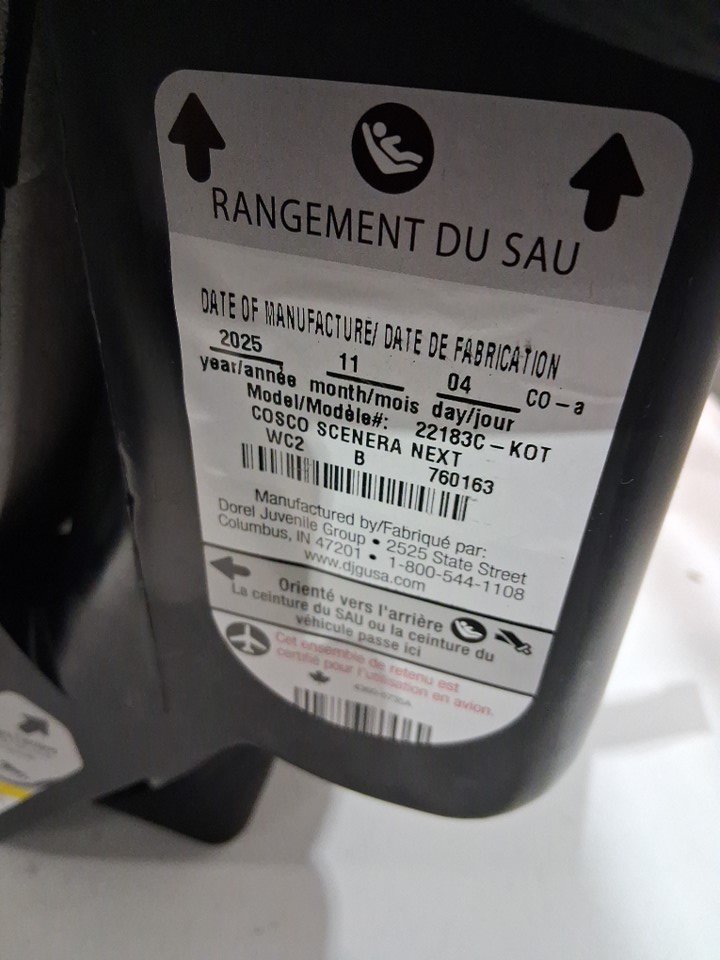 RANGEMENT DU SAU
DATE OF MANUFACTURE/ DATE DE FABRICATION
2025 11 04 CO-a
year/année month/mois day/jour
Model/Modèle#: 22183C-KOT
COSCO SCENERA NEXT
WC2 B 760163
Manufactured by/Fabriqué par:
Dorel Juvenile Group • 2525 State Street
Columbus, IN 47201 • 1-800-544-1108
www.djgusa.com
Orienté vers l'arrière
La ceinture du SAU ou la ceinture du
véhicule passe ici
Cet ensemble de retenu est
certifié pour l'utilisation en avion.